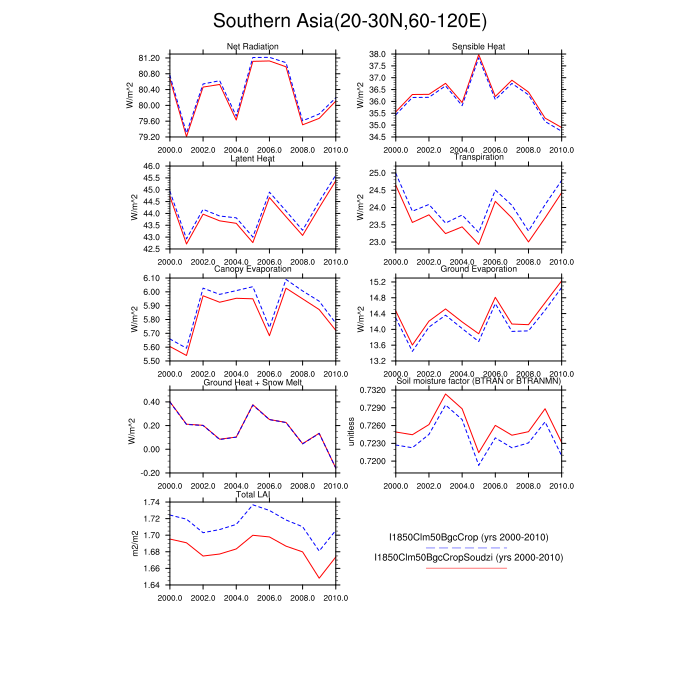 Southern Asia(20-30N,60-120E)
Net Radiation
W/m^2
81.20
80.80
80.40
80.00
79.60
79.20
2000.0 2002.0 2004.0 2006.0 2008.0 2010.0
Sensible Heat
W/m^2
38.0
37.5
37.0
36.5
36.0
35.5
35.0
34.5
2000.0 2002.0 2004.0 2006.0 2008.0 2010.0
Latent Heat
W/m^2
46.0
45.5
45.0
44.5
44.0
43.5
43.0
42.5
2000.0 2002.0 2004.0 2006.0 2008.0 2010.0
Transpiration
W/m^2
25.0
24.5
24.0
23.5
23.0
2000.0 2002.0 2004.0 2006.0 2008.0 2010.0
Canopy Evaporation
W/m^2
6.10
6.00
5.90
5.80
5.70
5.60
5.50
2000.0 2002.0 2004.0 2006.0 2008.0 2010.0
Ground Evaporation
W/m^2
15.2
14.8
14.4
14.0
13.6
13.2
2000.0 2002.0 2004.0 2006.0 2008.0 2010.0
Ground Heat + Snow Melt
W/m^2
0.40
0.20
0.00
-0.20
2000.0 2002.0 2004.0 2006.0 2008.0 2010.0
Soil moisture factor (BTRAN or BTRANMN)
unitless
0.7320
0.7290
0.7260
0.7230
0.7200
2000.0 2002.0 2004.0 2006.0 2008.0 2010.0
Total LAI
m2/m2
1.74
1.72
1.70
1.68
1.66
1.64
2000.0 2002.0 2004.0 2006.0 2008.0 2010.0
I1850Clm50BgcCrop (yrs 2000-2010)
I1850Clm50BgcCropSoudzi (yrs 2000-2010)